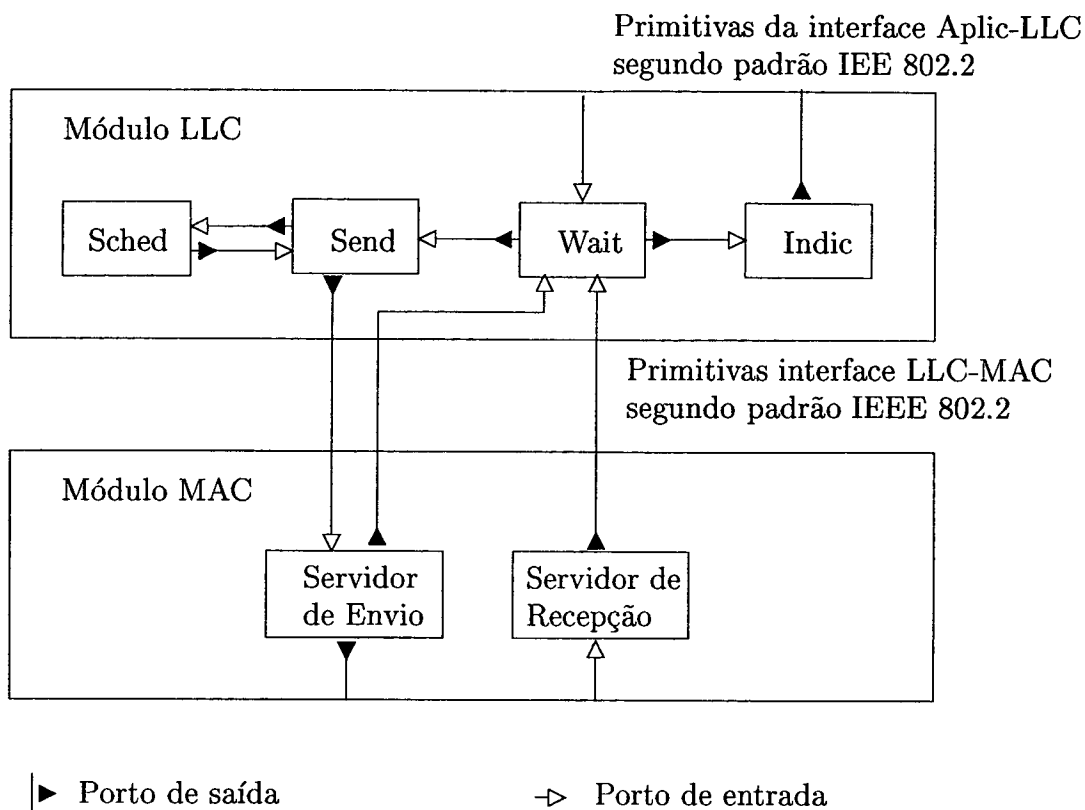 Primitivas da interface Aplic-LLC
segundo padrão IEE 802.2
Módulo LLC
Sched
Send
Wait
Indic
Primitivas interface LLC-MAC
segundo padrão IEEE 802.2
Módulo MAC
Servidor
de Envio
Servidor de
Recepção
Porto de saída
Porto de entrada